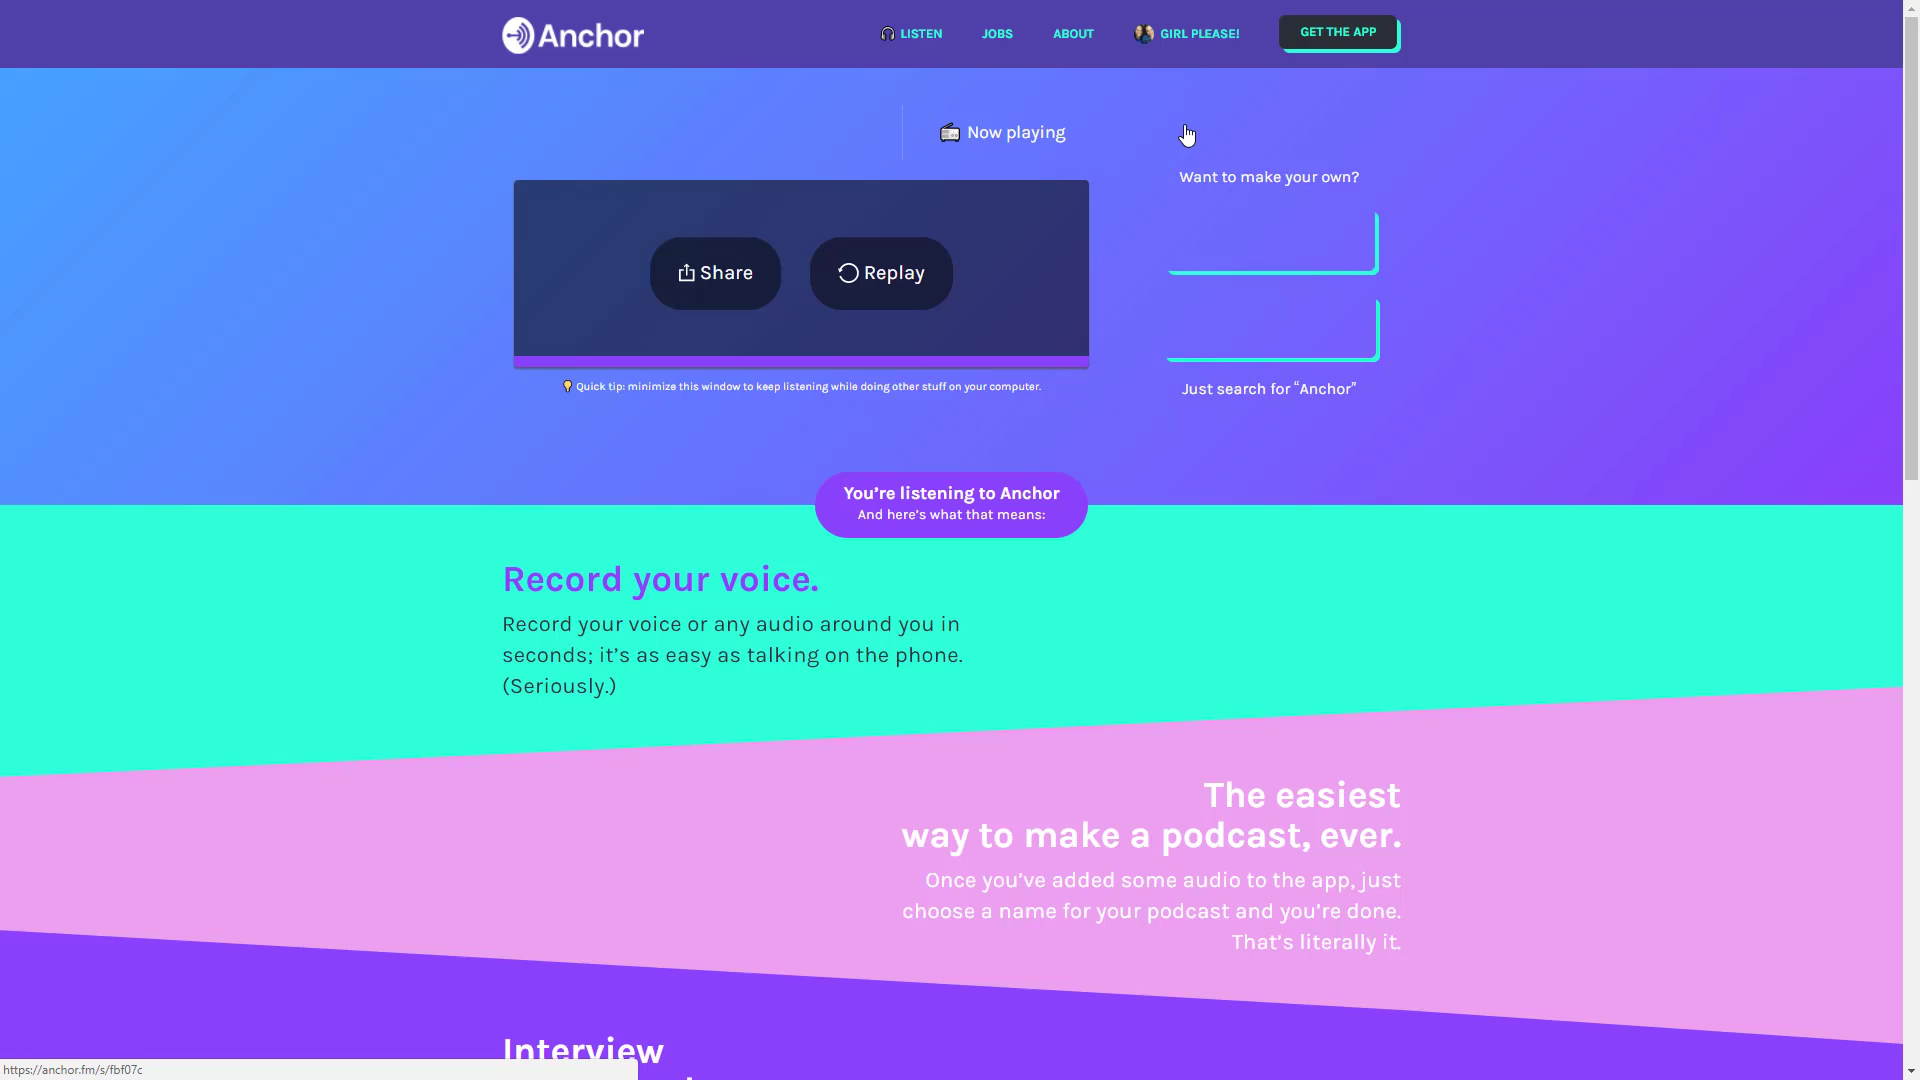 Anchor
LISTEN
JOBS
ABOUT
GIRL PLEASE!
GET THE APP
Now playing
Want to make your own?
Share
Replay
Quick tip: minimize this window to keep listening while doing other stuff on your computer.
Just search for “Anchor”
You’re listening to Anchor
And here’s what that means:
Record your voice.
Record your voice or any audio around you in
seconds; it’s as easy as talking on the phone.
(Seriously.)
The easiest
way to make a podcast, ever.
Once you’ve added some audio to the app, just
choose a name for your podcast and you’re done.
That’s literally it.
Interview
https://anchor.fm/s/fbf07c